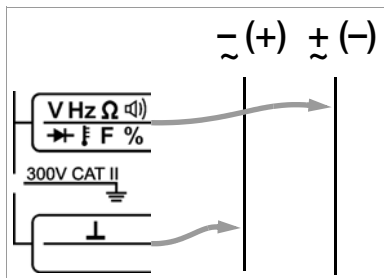 − (+) + (−)
~ ~
V Hz Ω
F %
300V CAT II